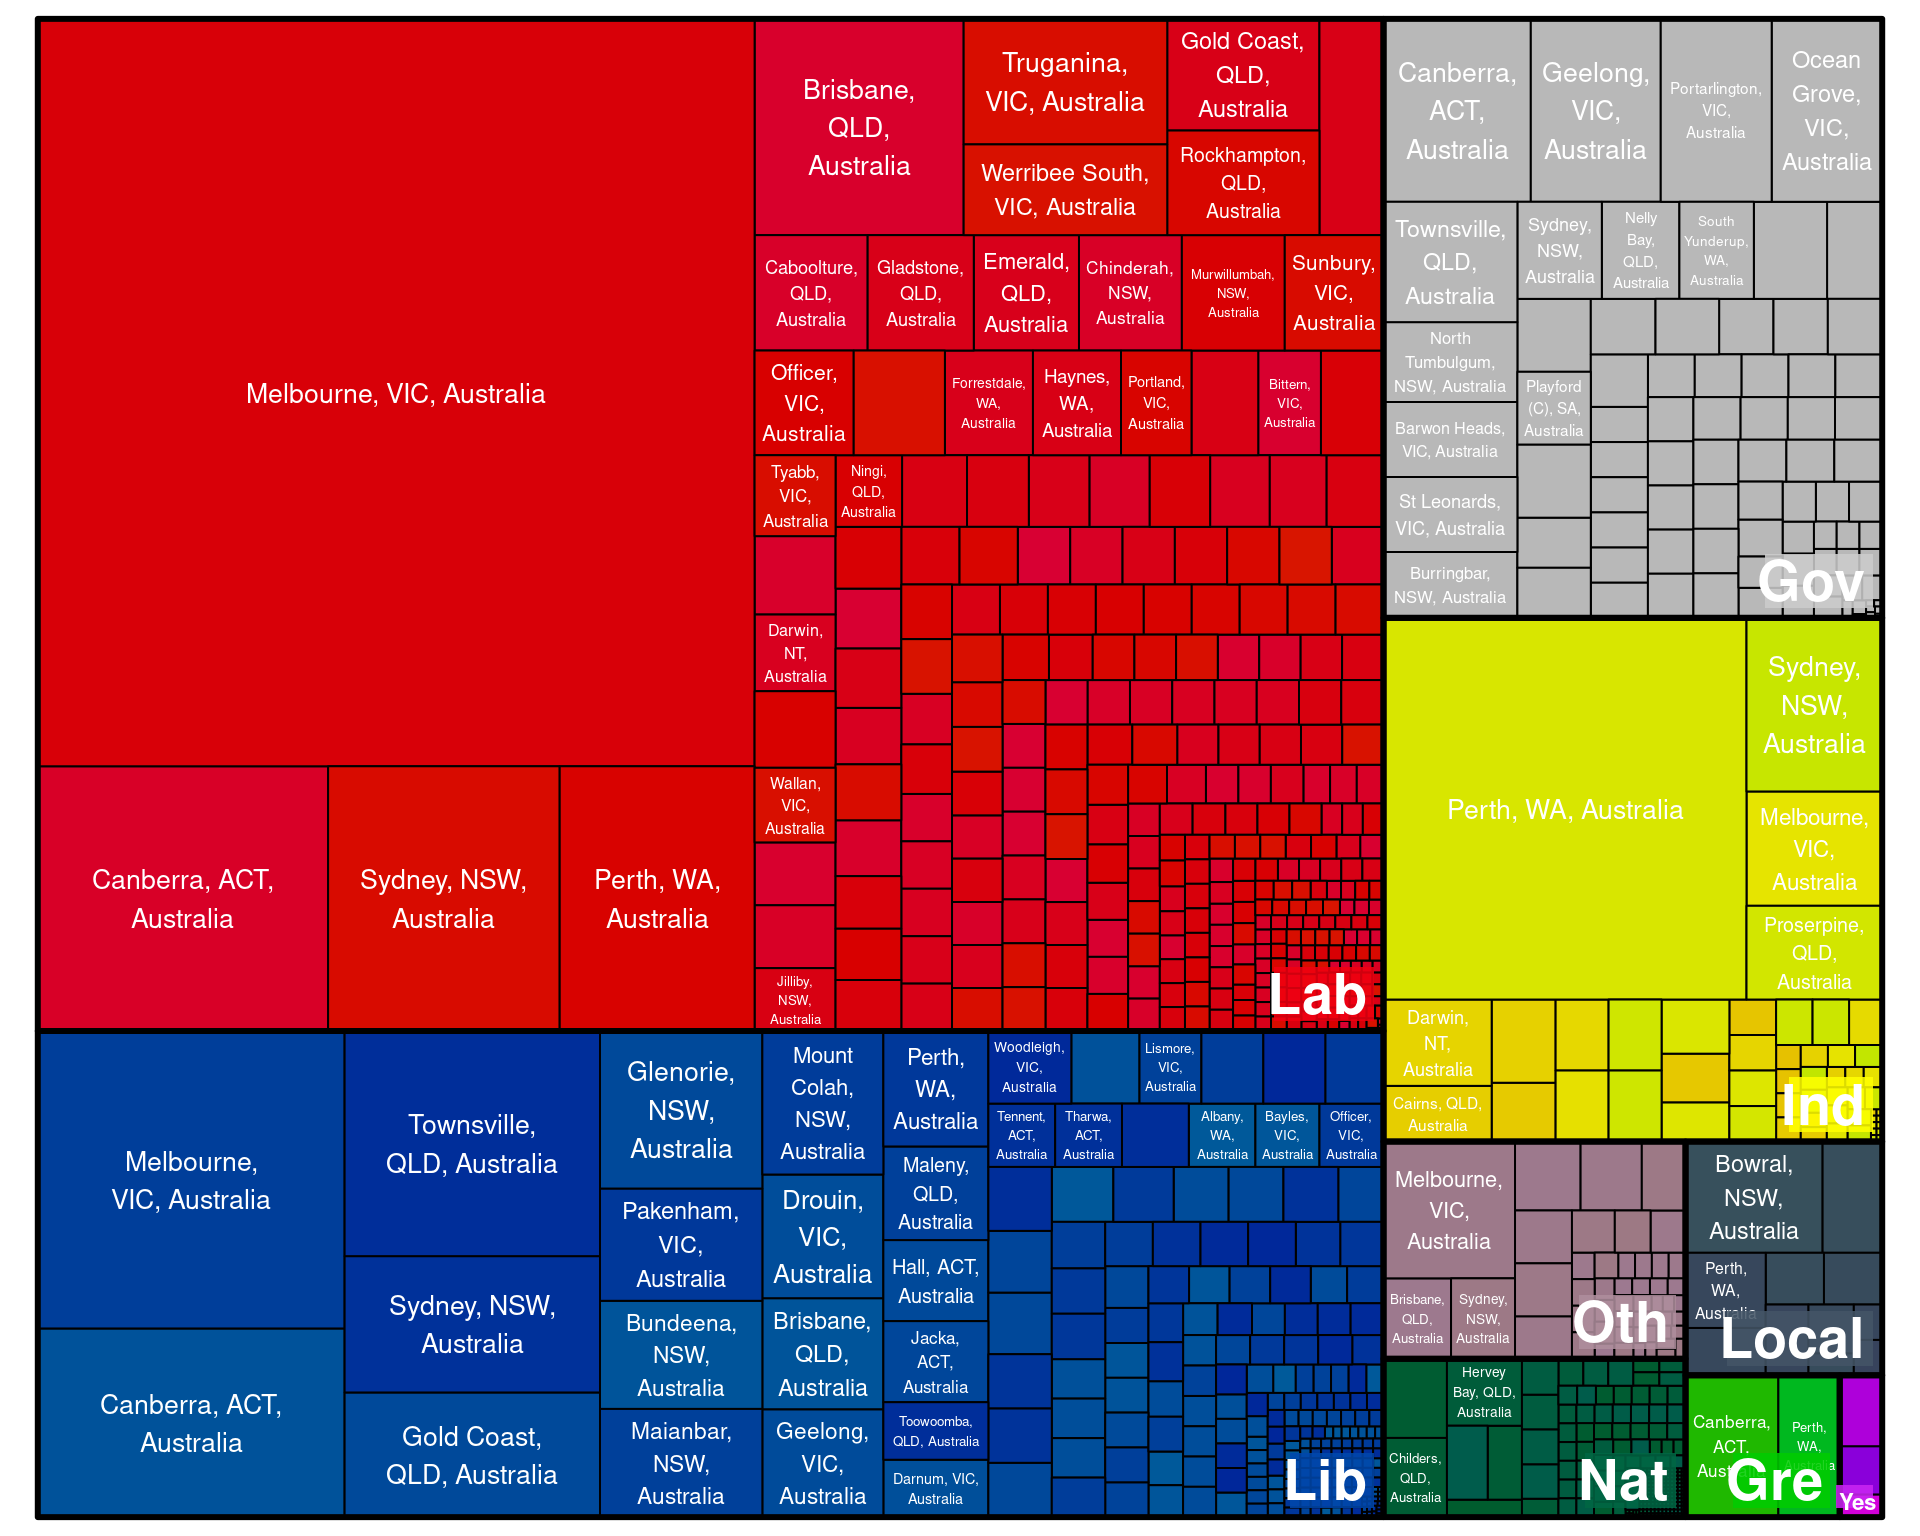 Melbourne, VIC, Australia
Canberra, ACT,
Australia
Sydney, NSW,
Australia
Perth, WA,
Australia
Brisbane,
QLD,
Australia
Truganina,
VIC, Australia
Werribee South,
VIC, Australia
Gold Coast,
QLD,
Australia
Rockhampton,
QLD,
Australia
Caboolture,
QLD,
Australia
Gladstone,
QLD,
Australia
Emerald,
QLD,
Australia
Chinderah,
NSW,
Australia
Murwillumbah,
NSW,
Australia
Sunbury,
VIC,
Australia
Officer,
VIC,
Australia
Forrestdale,
WA,
Australia
Haynes,
WA,
Australia
Portland,
VIC,
Australia
Bittern,
VIC,
Australia
Tyabb,
VIC,
Australia
Ningi,
QLD,
Australia
Darwin,
NT,
Australia
Wallan,
VIC,
Australia
Jilliby,
NSW,
Australia
Lab
Melbourne,
VIC, Australia
Canberra, ACT,
Australia
Townsville,
QLD, Australia
Sydney, NSW,
Australia
Gold Coast,
QLD, Australia
Glenorie,
NSW,
Australia
Pakenham,
VIC,
Australia
Bundeena,
NSW,
Australia
Maianbar,
NSW,
Australia
Mount
Colah,
NSW,
Australia
Drouin,
VIC,
Australia
Brisbane,
QLD,
Australia
Geelong,
VIC,
Australia
Perth,
WA,
Australia
Maleny,
QLD,
Australia
Hall, ACT,
Australia
Jacka,
ACT,
Australia
Toowoomba,
QLD, Australia
Darnum, VIC,
Australia
Woodleigh,
VIC,
Australia
Lismore,
VIC,
Australia
Tennent,
ACT,
Australia
Tharwa,
ACT,
Australia
Albany,
WA,
Australia
Bayles,
VIC,
Australia
Officer,
VIC,
Australia
Lib
Canberra,
ACT,
Australia
Geelong,
VIC,
Australia
Portarlington,
VIC,
Australia
Ocean
Grove,
VIC,
Australia
Townsville,
QLD,
Australia
Sydney,
NSW,
Australia
Nelly
Bay,
QLD,
Australia
South
Yunderup,
WA,
Australia
North
Tumbulgum,
NSW, Australia
Playford
(C), SA,
Australia
Barwon Heads,
VIC, Australia
St Leonards,
VIC, Australia
Burringbar,
NSW, Australia
Gov
Perth, WA, Australia
Sydney,
NSW,
Australia
Melbourne,
VIC,
Australia
Proserpine,
QLD,
Australia
Darwin,
NT,
Australia
Cairns, QLD,
Australia
Ind
Melbourne,
VIC,
Australia
Brisbane,
QLD,
Australia
Sydney,
NSW,
Australia
Oth
Bowral,
NSW,
Australia
Perth,
WA,
Australia
Local
Hervey
Bay, QLD,
Australia
Childers,
QLD,
Australia
Nat
Canberra,
ACT,
Australia
Perth,
WA,
Australia
Gre
Yes